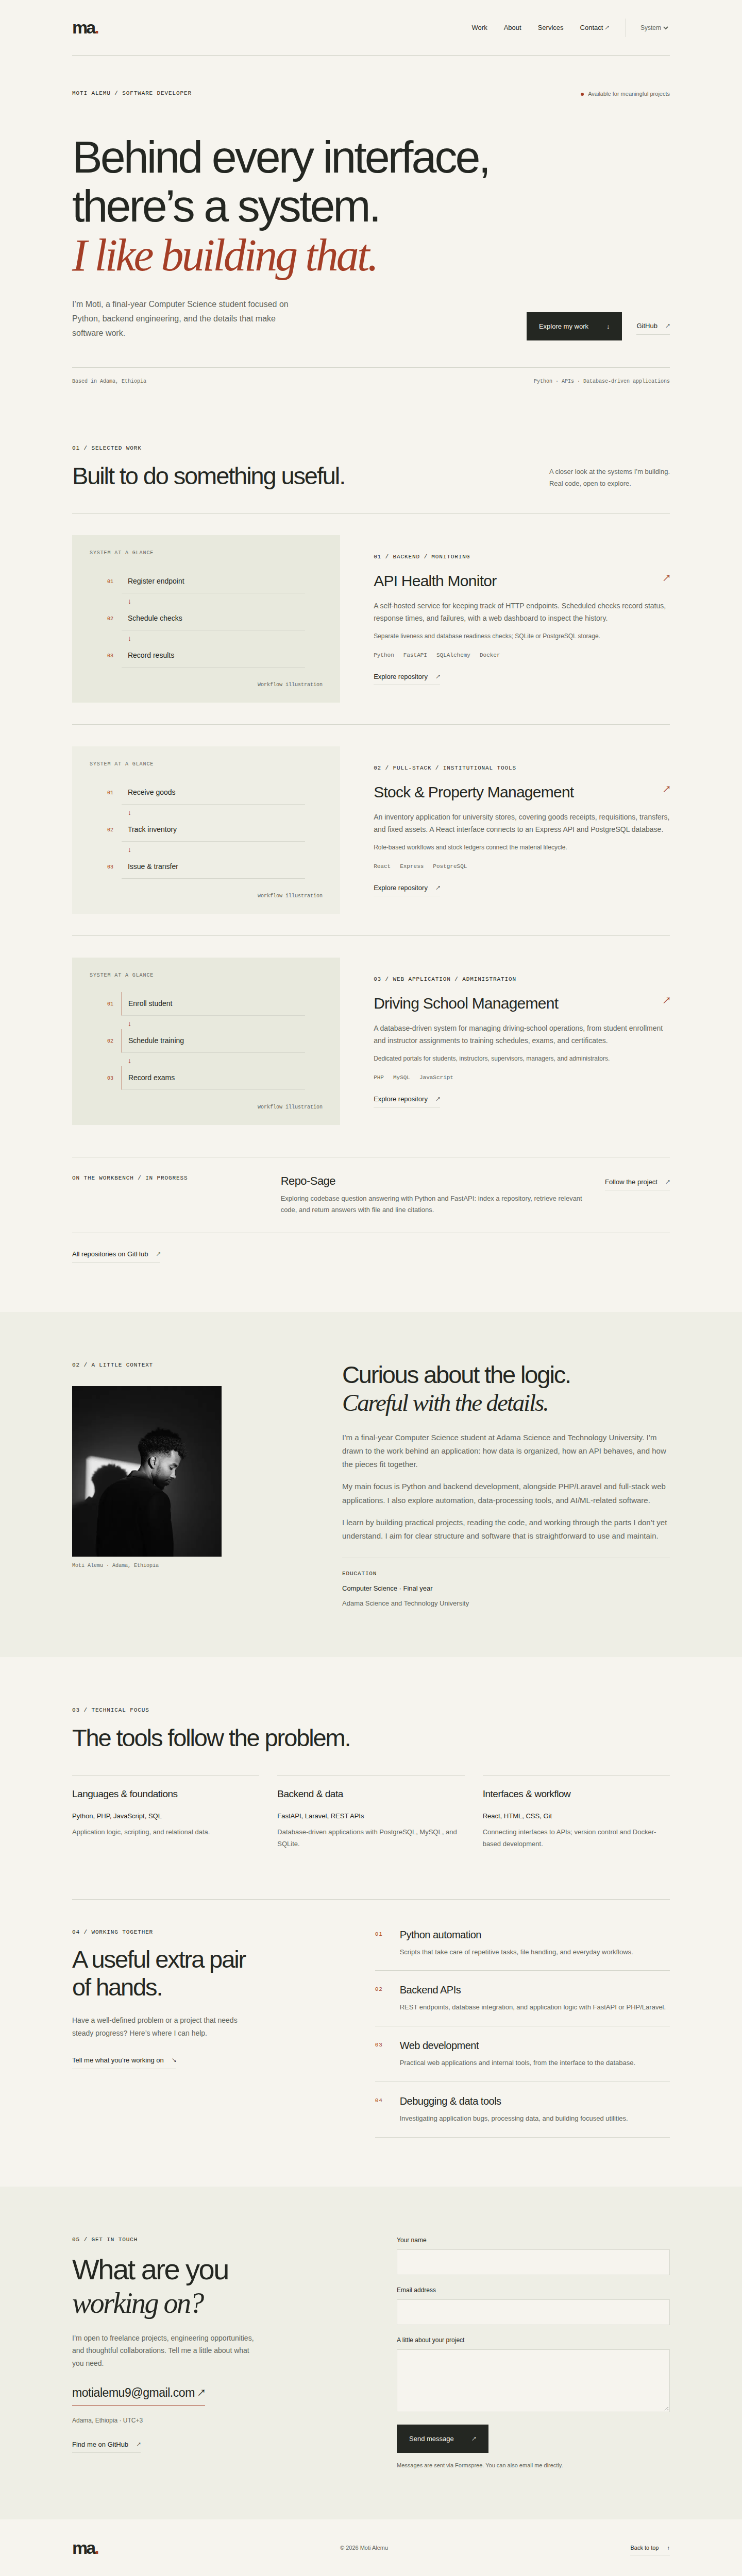 ma.
Work About Services Contact ↗ System
MOTI ALEMU / SOFTWARE DEVELOPER
Available for meaningful projects
Behind every interface,
there’s a system.
I like building that.
I’m Moti, a final-year Computer Science student focused on
Python, backend engineering, and the details that make
software work.
Explore my work ↓
GitHub ↗
Based in Adama, Ethiopia
Python · APIs · Database-driven applications
01 / SELECTED WORK
Built to do something useful.
A closer look at the systems I’m building.
Real code, open to explore.
SYSTEM AT A GLANCE
01 Register endpoint
↓
02 Schedule checks
↓
03 Record results
Workflow illustration
01 / BACKEND / MONITORING
API Health Monitor ↗
A self-hosted service for keeping track of HTTP endpoints. Scheduled checks record status,
response times, and failures, with a web dashboard to inspect the history.
Separate liveness and database readiness checks; SQLite or PostgreSQL storage.
Python FastAPI SQLAlchemy Docker
Explore repository ↗
SYSTEM AT A GLANCE
01 Receive goods
↓
02 Track inventory
↓
03 Issue & transfer
Workflow illustration
02 / FULL-STACK / INSTITUTIONAL TOOLS
Stock & Property Management ↗
An inventory application for university stores, covering goods receipts, requisitions, transfers,
and fixed assets. A React interface connects to an Express API and PostgreSQL database.
Role-based workflows and stock ledgers connect the material lifecycle.
React Express PostgreSQL
Explore repository ↗
SYSTEM AT A GLANCE
01 Enroll student
↓
02 Schedule training
↓
03 Record exams
Workflow illustration
03 / WEB APPLICATION / ADMINISTRATION
Driving School Management ↗
A database-driven system for managing driving-school operations, from student enrollment
and instructor assignments to training schedules, exams, and certificates.
Dedicated portals for students, instructors, supervisors, managers, and administrators.
PHP MySQL JavaScript
Explore repository ↗
ON THE WORKBENCH / IN PROGRESS
Repo-Sage
Exploring codebase question answering with Python and FastAPI: index a repository, retrieve relevant
code, and return answers with file and line citations.
Follow the project ↗
All repositories on GitHub ↗
02 / A LITTLE CONTEXT
Moti Alemu · Adama, Ethiopia
Curious about the logic.
Careful with the details.
I’m a final-year Computer Science student at Adama Science and Technology University. I’m
drawn to the work behind an application: how data is organized, how an API behaves, and how
the pieces fit together.
My main focus is Python and backend development, alongside PHP/Laravel and full-stack web
applications. I also explore automation, data-processing tools, and AI/ML-related software.
I learn by building practical projects, reading the code, and working through the parts I don’t yet
understand. I aim for clear structure and software that is straightforward to use and maintain.
EDUCATION
Computer Science · Final year
Adama Science and Technology University
03 / TECHNICAL FOCUS
The tools follow the problem.
Languages & foundations
Python, PHP, JavaScript, SQL
Application logic, scripting, and relational data.
Backend & data
FastAPI, Laravel, REST APIs
Database-driven applications with PostgreSQL, MySQL, and
SQLite.
Interfaces & workflow
React, HTML, CSS, Git
Connecting interfaces to APIs; version control and Docker-
based development.
04 / WORKING TOGETHER
A useful extra pair
of hands.
Have a well-defined problem or a project that needs
steady progress? Here’s where I can help.
Tell me what you’re working on ↘
01 Python automation
Scripts that take care of repetitive tasks, file handling, and everyday workflows.
02 Backend APIs
REST endpoints, database integration, and application logic with FastAPI or PHP/Laravel.
03 Web development
Practical web applications and internal tools, from the interface to the database.
04 Debugging & data tools
Investigating application bugs, processing data, and building focused utilities.
05 / GET IN TOUCH
What are you
working on?
I’m open to freelance projects, engineering opportunities,
and thoughtful collaborations. Tell me a little about what
you need.
motialemu9@gmail.com ↗
Adama, Ethiopia · UTC+3
Find me on GitHub ↗
Your name
Email address
A little about your project
Send message ↗
Messages are sent via Formspree. You can also email me directly.
ma.
© 2026 Moti Alemu
Back to top ↑